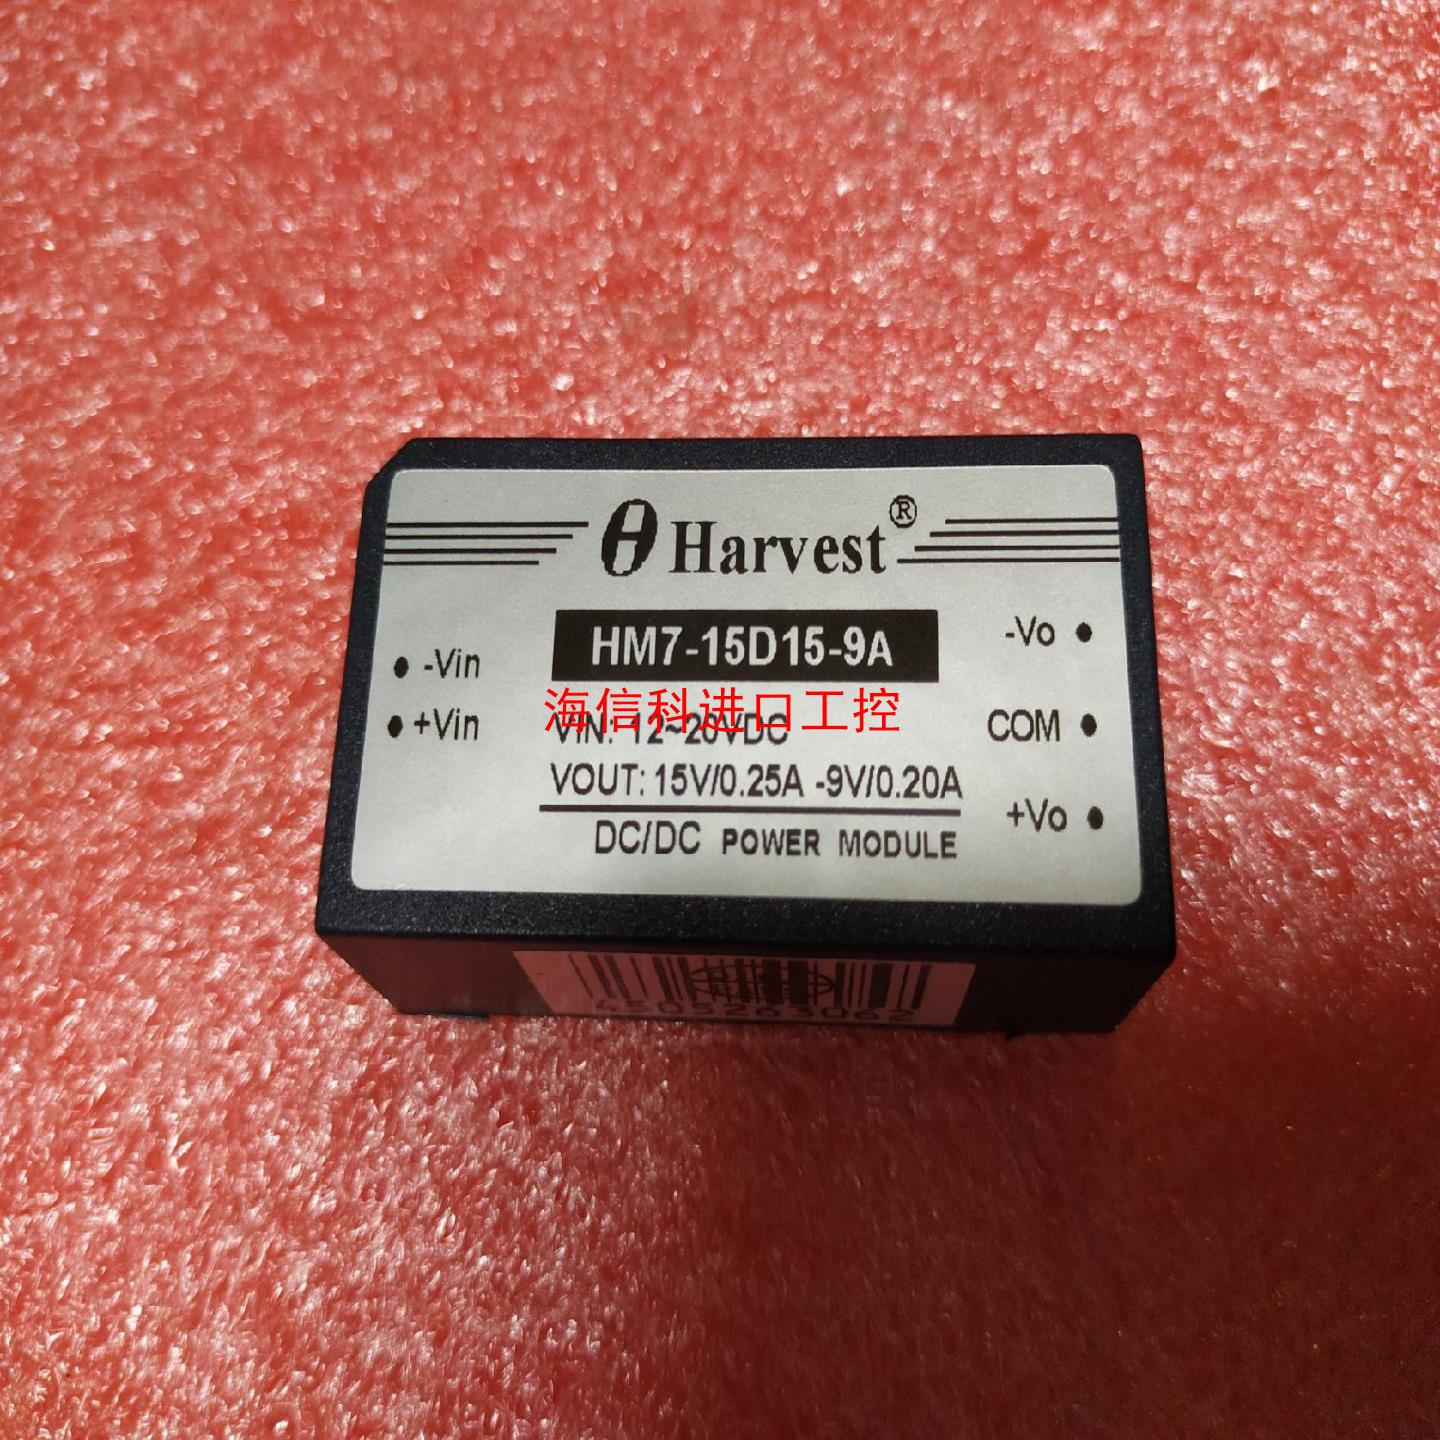 Harvest®
HM7-15D15-9A
-Vin
+Vin
-Vo
COM
+Vo
海信科进口工控
VIN: 12~20VDC
VOUT: 15V/0.25A -9V/0.20A
DC/DC POWER MODULE
4505263062